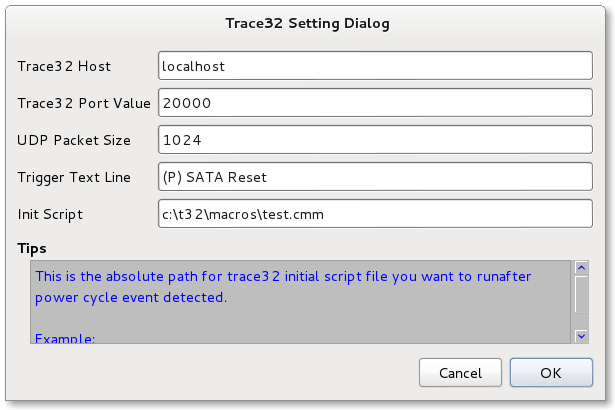 Trace32 Setting Dialog
Trace32 Host localhost
Trace32 Port Value 20000
UDP Packet Size 1024
Trigger Text Line (P) SATA Reset
Init Script c:\t32\macros\test.cmm
Tips
This is the absolute path for trace32 initial script file you want to runafter
power cycle event detected.
Example:
Cancel OK